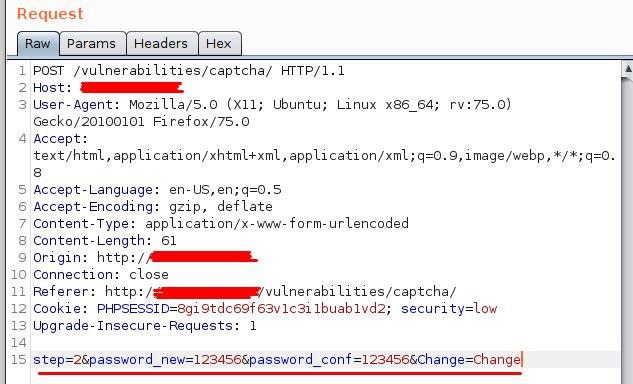 Request
Raw Params Headers Hex
1 POST /vulnerabilities/captcha/ HTTP/1.1
2 Host:
3 User-Agent: Mozilla/5.0 (X11; Ubuntu; Linux x86_64; rv:75.0)
Gecko/20100101 Firefox/75.0
4 Accept:
text/html,application/xhtml+xml,application/xml;q=0.9,image/webp,*/*;q=0.
8
5 Accept-Language: en-US,en;q=0.5
6 Accept-Encoding: gzip, deflate
7 Content-Type: application/x-www-form-urlencoded
8 Content-Length: 61
9 Origin: http://
10 Connection: close
11 Referer: http:/ /vulnerabilities/captcha/
12 Cookie: PHPSESSID=8gi9tdc69f63v1c3i1buab1vd2; security=low
13 Upgrade-Insecure-Requests: 1
14
15 step=2&password_new=123456&password_conf=123456&Change=Change